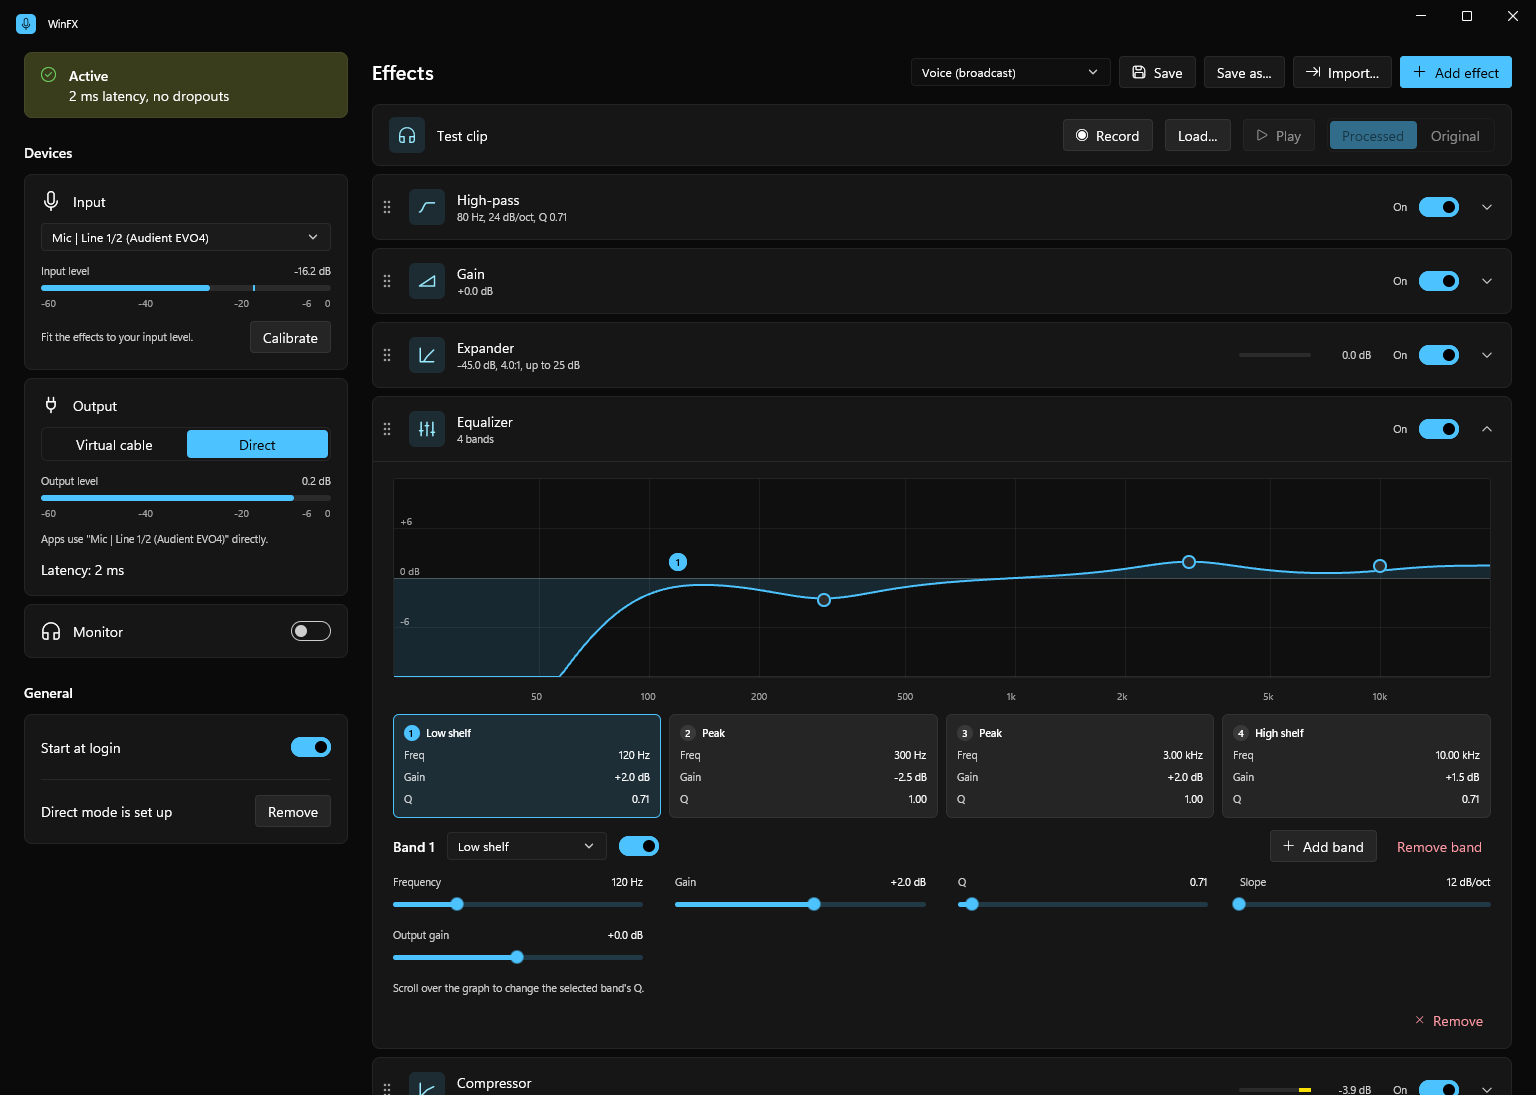 WinFX
Active
2 ms latency, no dropouts
Devices
Input
Mic | Line 1/2 (Audient EVO4)
Input level -16.2 dB
-60 -40 -20 -6 0
Fit the effects to your input level. Calibrate
Output
Virtual cable Direct
Output level 0.2 dB
-60 -40 -20 -6 0
Apps use "Mic | Line 1/2 (Audient EVO4)" directly.
Latency: 2 ms
Monitor
General
Start at login
Direct mode is set up Remove
Effects Voice (broadcast) Save Save as... Import... Add effect
Test clip Record Load... Play Processed Original
High-pass
80 Hz, 24 dB/oct, Q 0.71
On
Gain
+0.0 dB
On
Expander
-45.0 dB, 4.0:1, up to 25 dB
0.0 dB On
Equalizer
4 bands
On
+6
1
0 dB
-6
50 100 200 500 1k 2k 5k 10k
1 Low shelf
Freq 120 Hz
Gain +2.0 dB
Q 0.71
2 Peak
Freq 300 Hz
Gain -2.5 dB
Q 1.00
3 Peak
Freq 3.00 kHz
Gain +2.0 dB
Q 1.00
4 High shelf
Freq 10.00 kHz
Gain +1.5 dB
Q 0.71
Band 1 Low shelf Add band Remove band
Frequency 120 Hz Gain +2.0 dB Q 0.71 Slope 12 dB/oct
Output gain +0.0 dB
Scroll over the graph to change the selected band's Q.
Remove
Compressor
-3.9 dB On